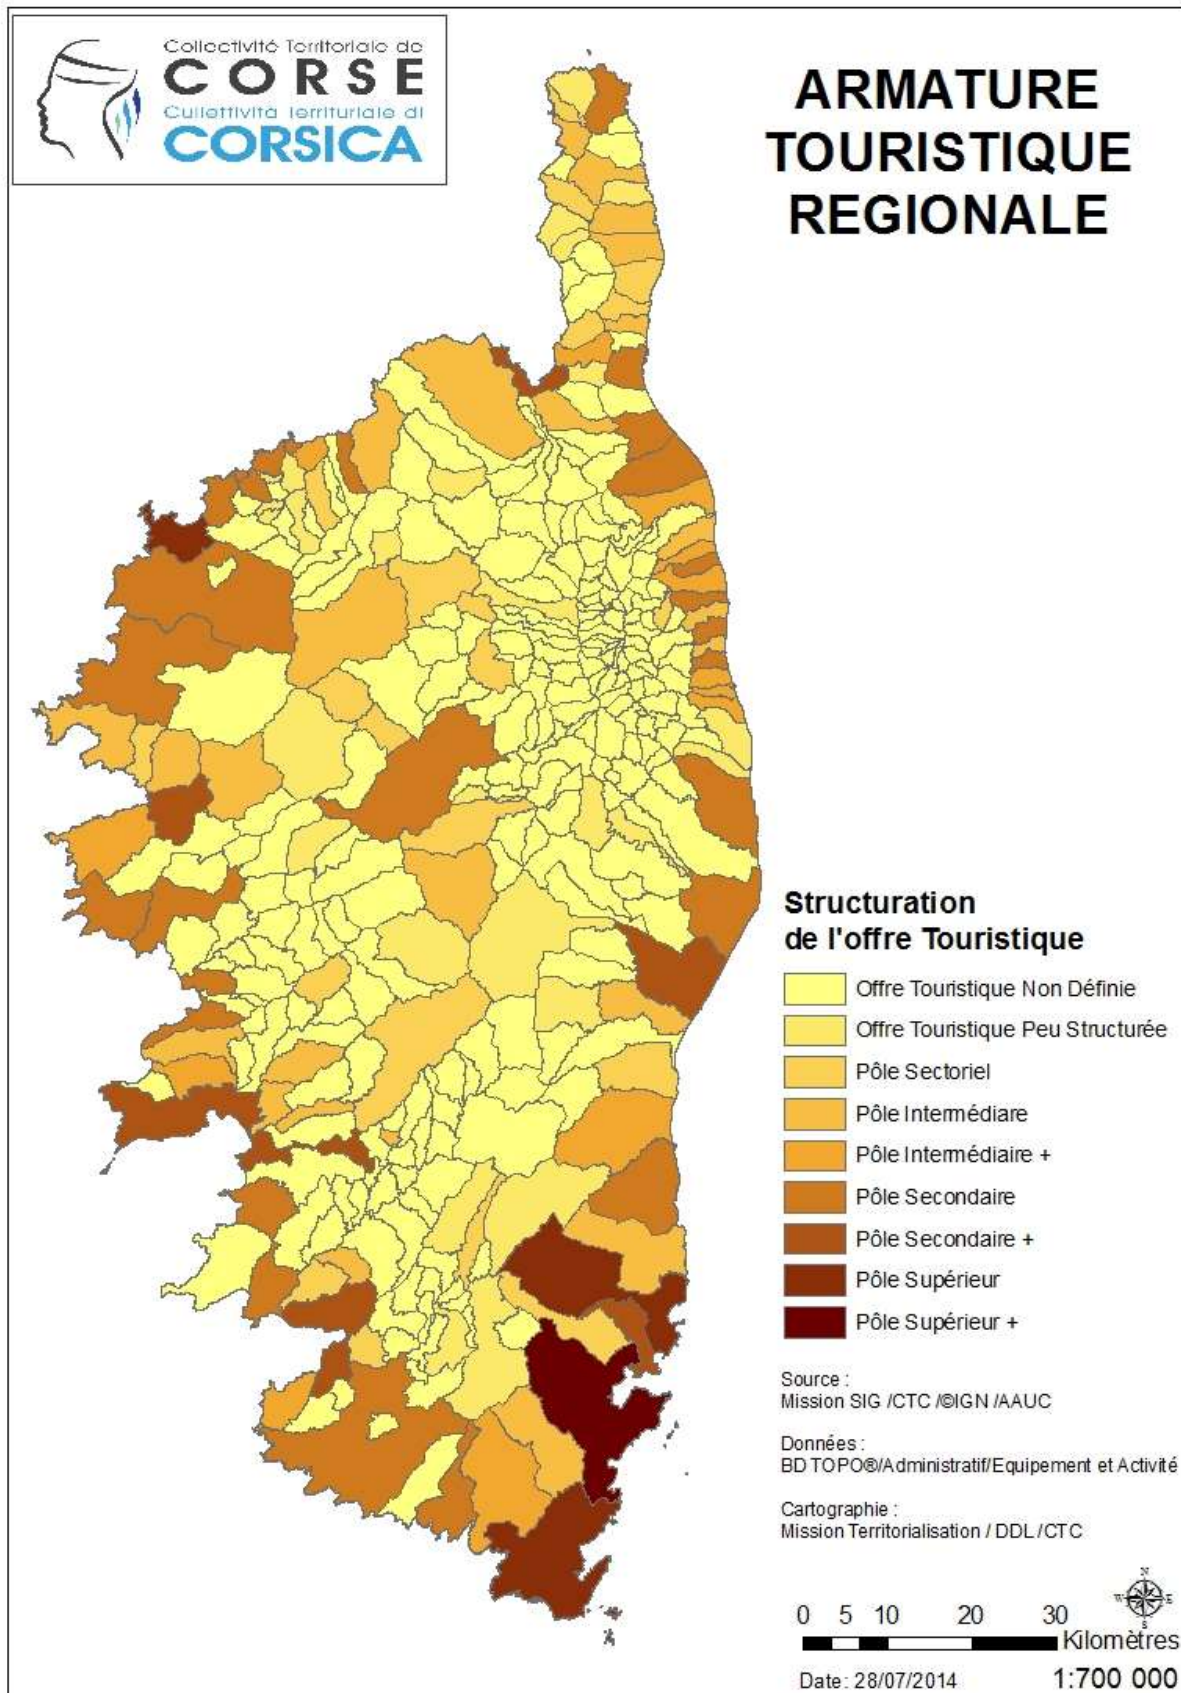 Collectivité Territoriale de
CORSE
Cullettività Territuriale di
CORSICA
ARMATURE
TOURISTIQUE
REGIONALE
Structuration
de l'offre Touristique
Offre Touristique Non Définie
Offre Touristique Peu Structurée
Pôle Sectoriel
Pôle Intermédiare
Pôle Intermédiaire +
Pôle Secondaire
Pôle Secondaire +
Pôle Supérieur
Pôle Supérieur +
Source :
Mission SIG /CTC /©IGN /AAUC
Données :
BD TOPO®/Administratif/Equipement et Activité
Cartographie :
Mission Territorialisation / DDL /CTC
N
W E
S
0 5 10 20 30
Kilomètres
Date: 28/07/2014 1:700 000